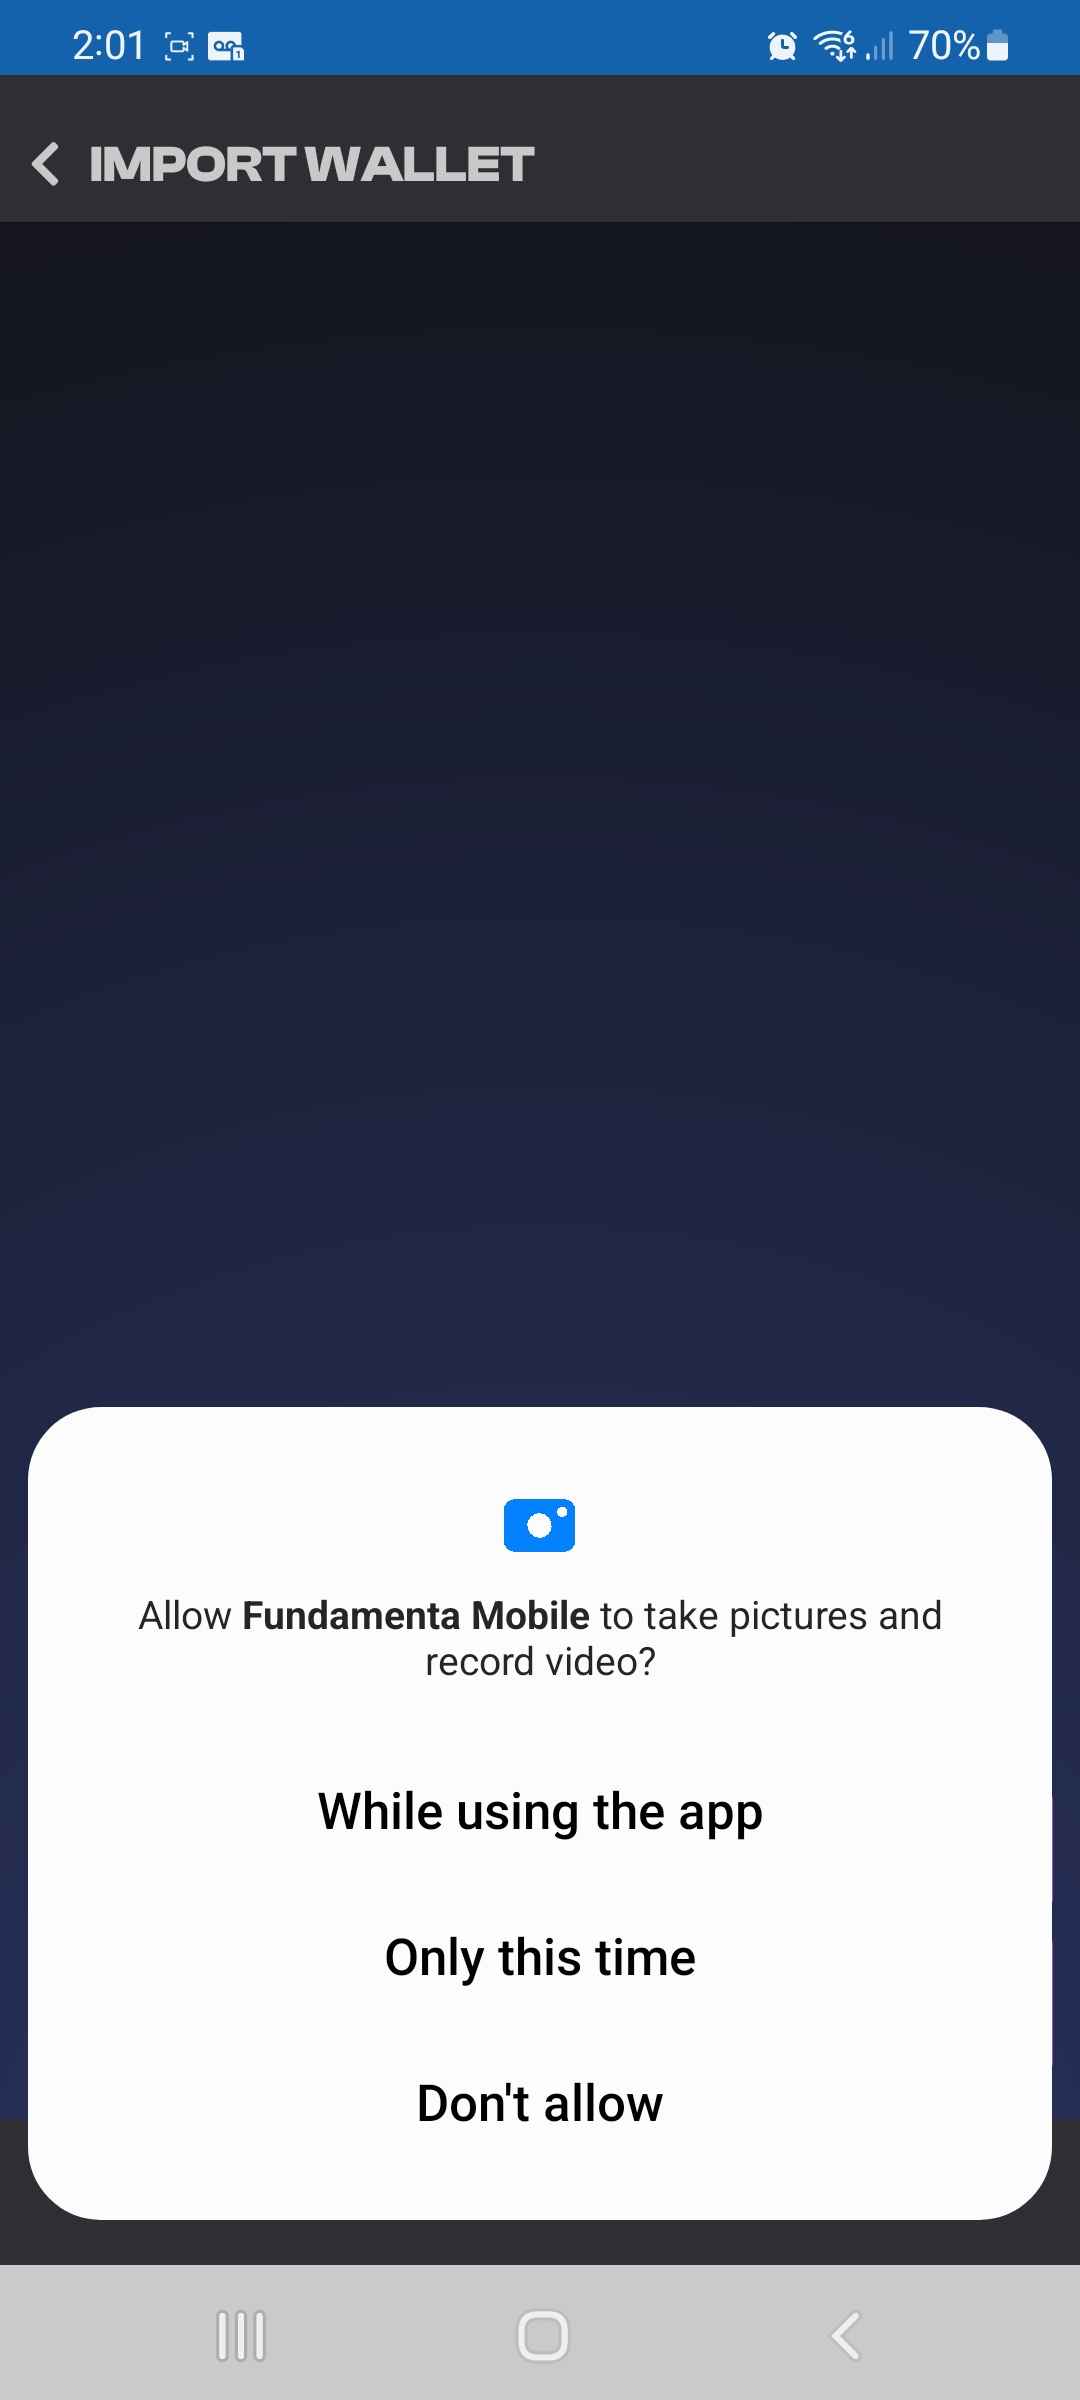 2:01
6
70%
IMPORT WALLET
Allow Fundamenta Mobile to take pictures and
record video?
While using the app
Only this time
Don't allow